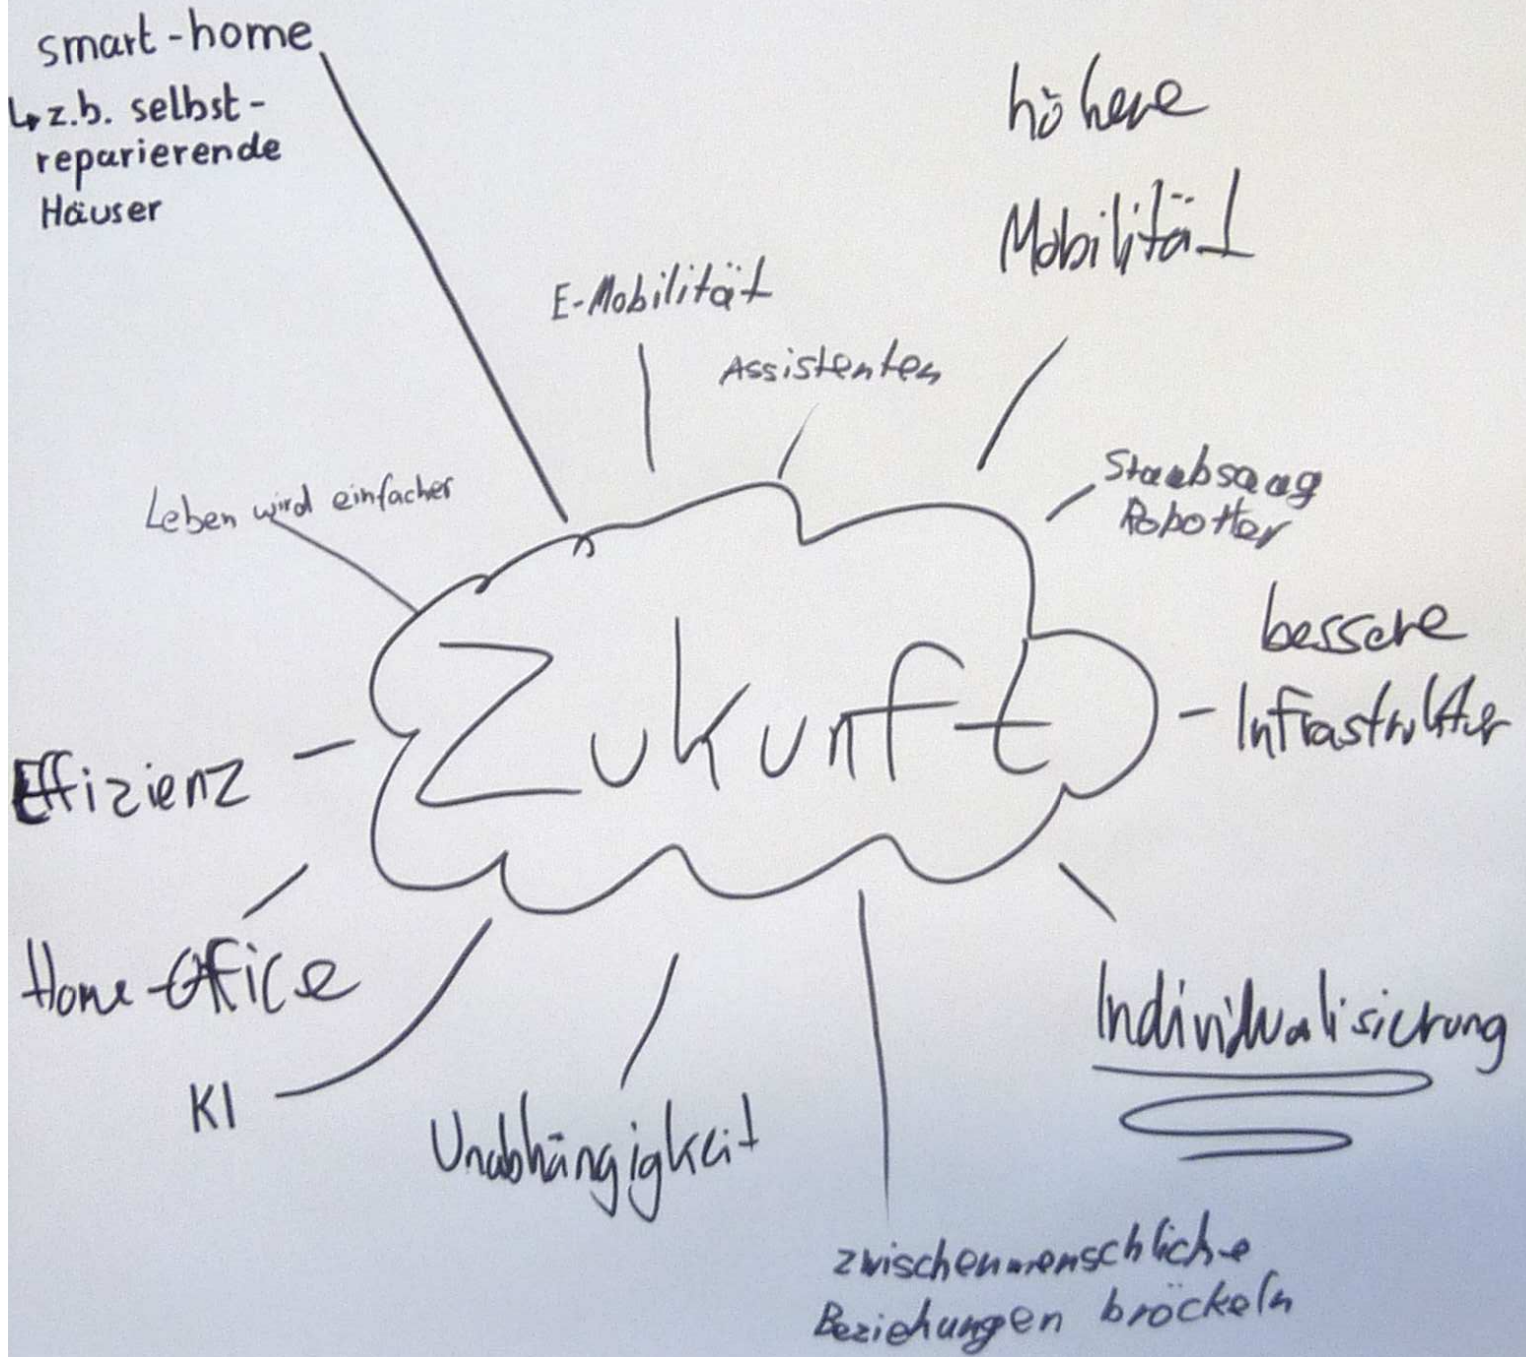 smart-home
↳ z.b. selbst-
reparierende
Häuser
höhere
Mobilität
E-Mobilität
Assistenten
Staubsaug
Robotter
Leben wird einfacher
bessere
Infrastruktur
Zukunft
Effizienz
Home-Office
KI
Unabhängigkeit
Individualisierung
zwischenmenschliche
Beziehungen bröckeln